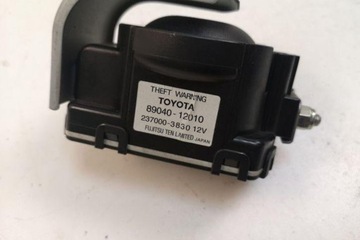 THEFT WARNING
TOYOTA
89040-12010
237000-3830 12V
FUJITSU TEN LIMITED JAPAN